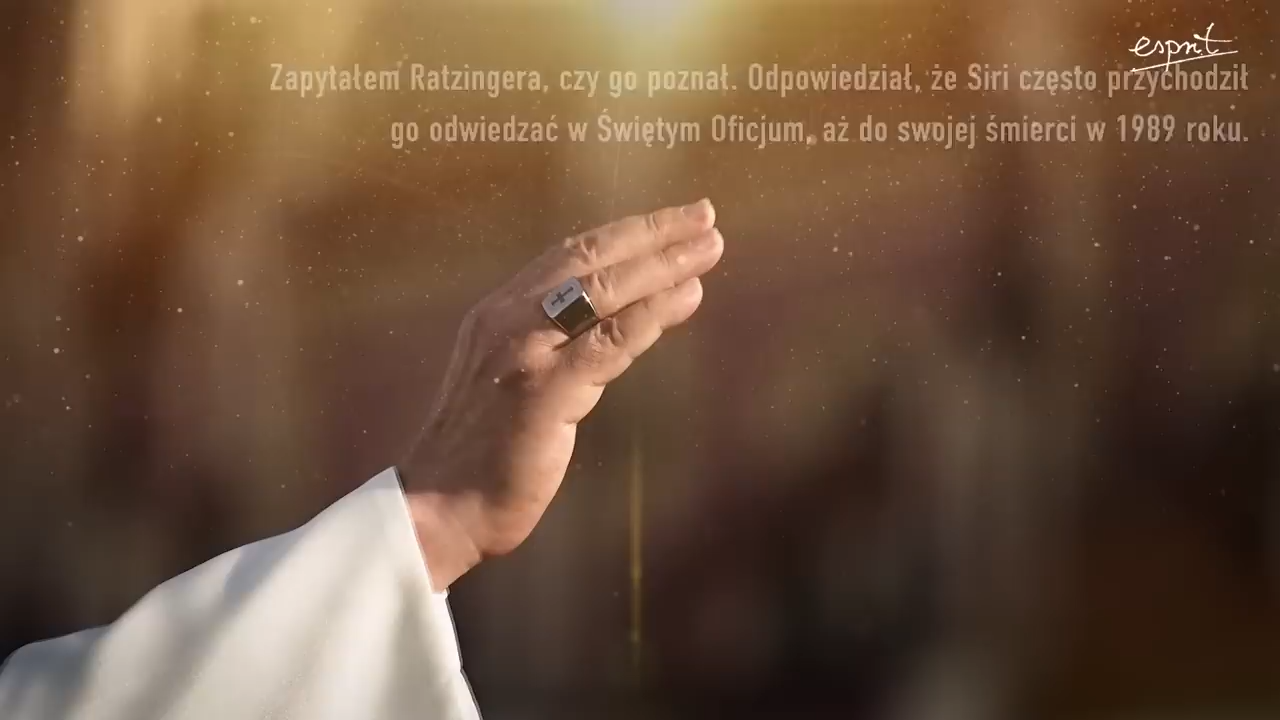 esprit
Zapytałem Ratzingera, czy go poznał. Odpowiedział, że Siri często przychodził
go odwiedzać w Świętym Oficjum, aż do swojej śmierci w 1989 roku.